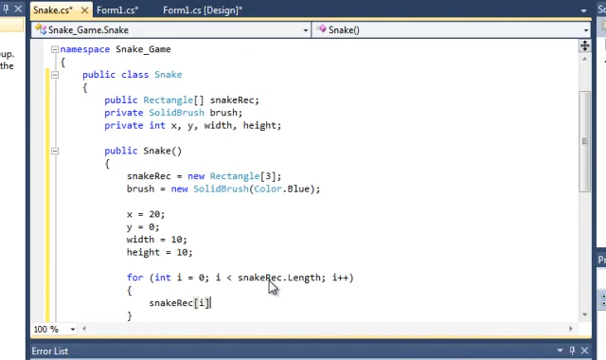 Snake.cs* Form1.cs* Form1.cs [Design]*
Snake_Game.Snake Snake()
namespace Snake_Game
{
public class Snake
{
public Rectangle[] snakeRec;
private SolidBrush brush;
private int x, y, width, height;
public Snake()
{
snakeRec = new Rectangle[3];
brush = new SolidBrush(Color.Blue);
x = 20;
y = 0;
width = 10;
height = 10;
for (int i = 0; i < snakeRec.Length; i++)
{
snakeRec[i]
}
100 %
Error List
oup.
the